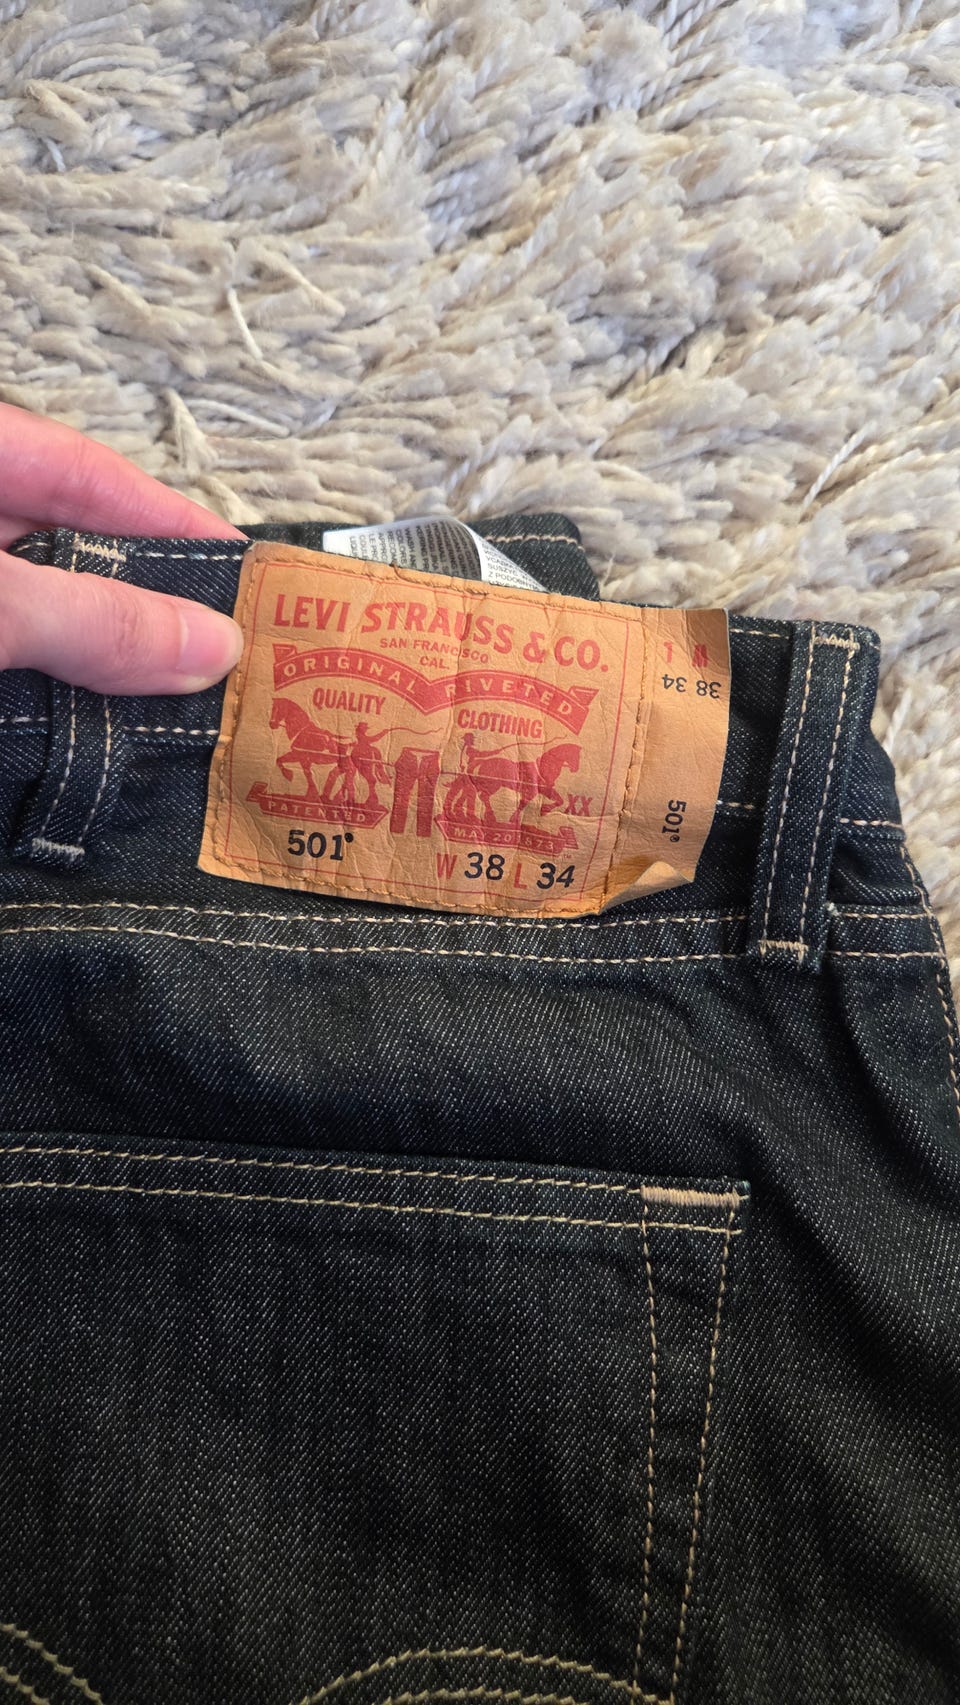 LEVI STRAUSS & CO.
SAN FRANCISCO
CAL.
ORIGINAL RIVETED
QUALITY
CLOTHING
XX
PATENTED
MAY 20 1873
501®
W 38 L 34
L W
38 34
501®